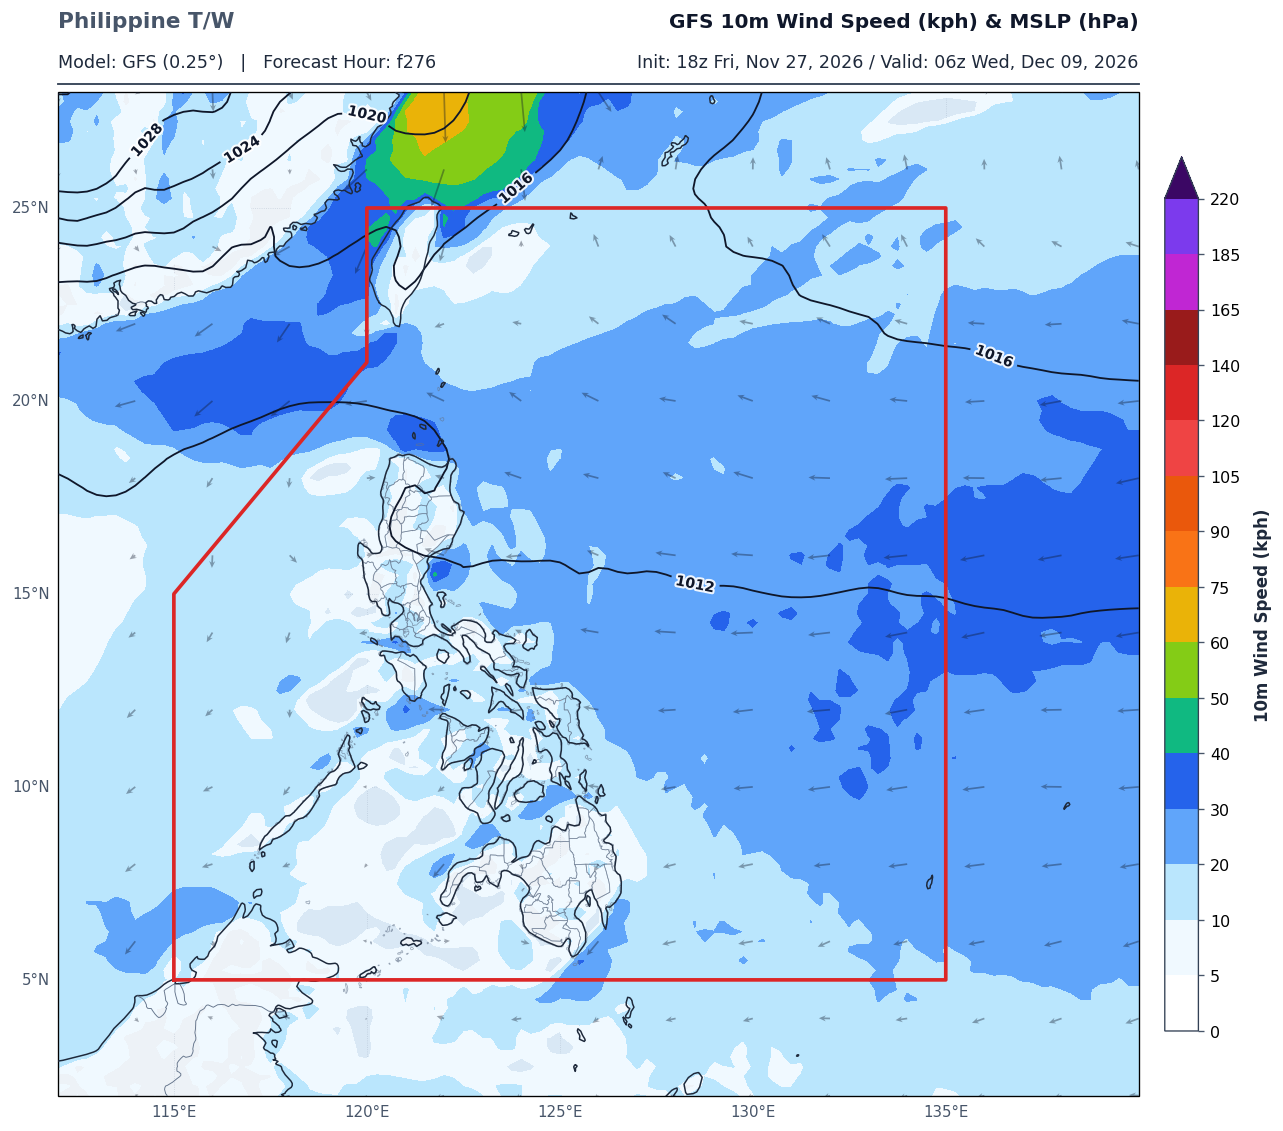 Philippine T/W
GFS 10m Wind Speed (kph) & MSLP (hPa)
Model: GFS (0.25°) | Forecast Hour: f276
Init: 18z Fri, Nov 27, 2026 / Valid: 06z Wed, Dec 09, 2026
1028
1024
1020
1016
1016
1012
25°N
20°N
15°N
10°N
5°N
115°E
120°E
125°E
130°E
135°E
220
185
165
140
120
105
90
75
60
50
40
30
20
10
5
0
10m Wind Speed (kph)